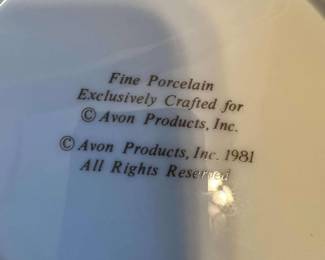 Fine Porcelain
Exclusively Crafted for
© Avon Products, Inc.
© Avon Products, Inc. 1981
All Rights Reserved